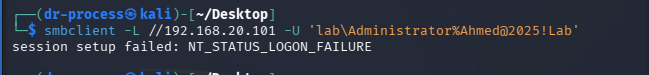 ┌──(dr-process㉿kali)-[~/Desktop]
└─$ smbclient -L //192.168.20.101 -U 'lab\Administrator%Ahmed@2025!Lab'
session setup failed: NT_STATUS_LOGON_FAILURE